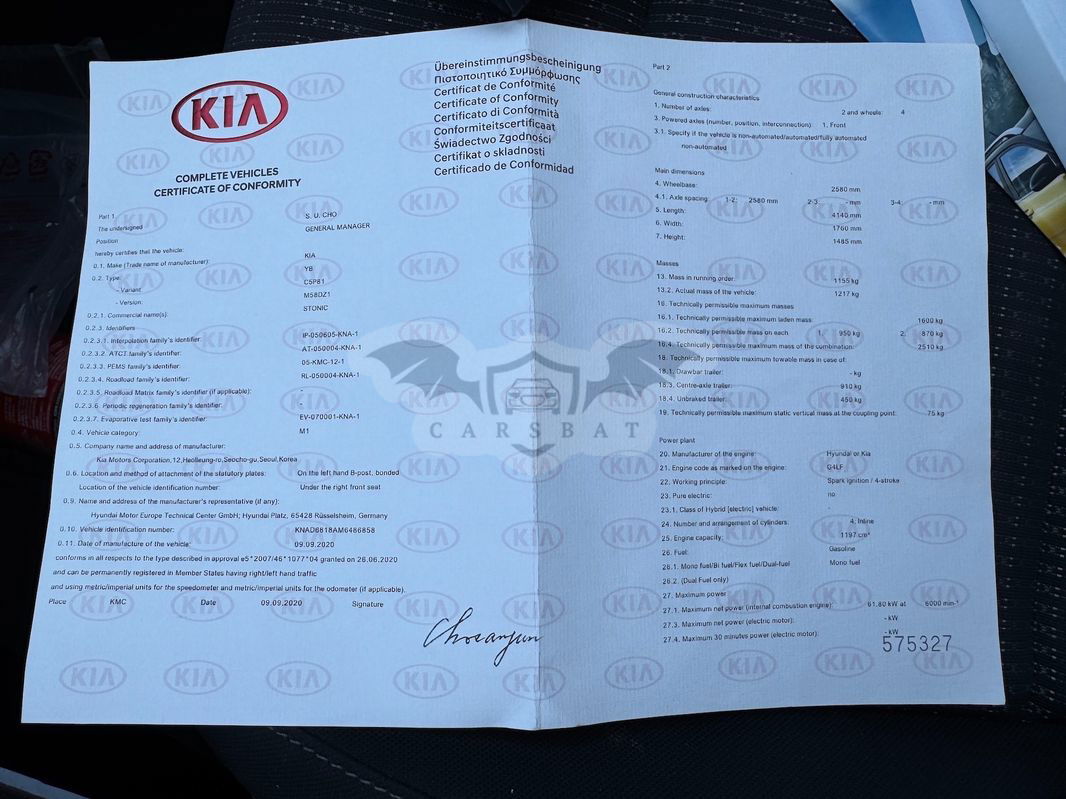 KIA
COMPLETE VEHICLES
CERTIFICATE OF CONFORMITY
Übereinstimmungsbescheinigung
Πιστοποιητικό Συμμόρφωσης
Certificat de Conformité
Certificate of Conformity
Certificato di Conformità
Conformiteitscertificaat
Świadectwo Zgodności
Certifikat o skladnosti
Certificado de Conformidad
Part 1
The undersigned S. U. CHO
Position GENERAL MANAGER
hereby certifies that the vehicle:
0.1. Make (Trade name of manufacturer): KIA
0.2. Type: YB
- Variant: C5P81
- Version: M58DZ1
0.2.1. Commercial name(s): STONIC
0.2.3. Identifiers
0.2.3.1. Interpolation family's identifier: IP-050605-KNA-1
0.2.3.2. ATCT family's identifier: AT-050004-KNA-1
0.2.3.3. PEMS family's identifier: 05-KMC-12-1
0.2.3.4. Roadload family's identifier: RL-050004-KNA-1
0.2.3.5. Roadload Matrix family's identifier (if applicable): -
0.2.3.6. Periodic regeneration family's identifier: -
0.2.3.7. Evaporative test family's identifier: EV-070001-KNA-1
0.4. Vehicle category: M1
0.5. Company name and address of manufacturer:
Kia Motors Corporation,12,Heolleung-ro,Seocho-gu,Seoul,Korea
0.6. Location and method of attachment of the statutory plates: On the left hand B-post, bonded
Location of the vehicle identification number: Under the right front seat
0.9. Name and address of the manufacturer's representative (if any):
Hyundai Motor Europe Technical Center GmbH; Hyundai Platz, 65428 Rüsselsheim, Germany
0.10. Vehicle identification number: KNAD6818AM6486858
0.11. Date of manufacture of the vehicle: 09.09.2020
conforms in all respects to the type described in approval e5*2007/46*1077*04 granted on 26.06.2020
and can be permanently registered in Member States having right/left hand traffic
and using metric/imperial units for the speedometer and metric/imperial units for the odometer (if applicable).
Place KMC Date 09.09.2020 Signature
Part 2
General construction characteristics
1. Number of axles: 2 and wheels: 4
3. Powered axles (number, position, interconnection): 1. Front
3.1. Specify if the vehicle is non-automated/automated/fully automated
non-automated
Main dimensions
4. Wheelbase: 2580 mm
4.1. Axle spacing: 1-2: 2580 mm 2-3: - mm 3-4: - mm
5. Length: 4140 mm
6. Width: 1760 mm
7. Height: 1485 mm
Masses
13. Mass in running order: 1155 kg
13.2. Actual mass of the vehicle: 1217 kg
16. Technically permissible maximum masses
16.1. Technically permissible maximum laden mass: 1600 kg
16.2. Technically permissible mass on each 1. 950 kg 2. 870 kg
16.4. Technically permissible maximum mass of the combination: 2510 kg
18. Technically permissible maximum towable mass in case of:
18.1. Drawbar trailer: - kg
18.3. Centre-axle trailer: 910 kg
18.4. Unbraked trailer: 450 kg
19. Technically permissible maximum static vertical mass at the coupling point: 75 kg
Power plant
20. Manufacturer of the engine: Hyundai or Kia
21. Engine code as marked on the engine: G4LF
22. Working principle: Spark ignition / 4-stroke
23. Pure electric: no
23.1. Class of Hybrid [electric] vehicle: -
24. Number and arrangement of cylinders: 4; Inline
25. Engine capacity: 1197 cm³
26. Fuel: Gasoline
26.1. Mono fuel/Bi fuel/Flex fuel/Dual-fuel Mono fuel
26.2. (Dual Fuel only)
27. Maximum power
27.1. Maximum net power (internal combustion engine): 61.80 kW at 6000 min⁻¹
27.3. Maximum net power (electric motor): - kW
27.4. Maximum 30 minutes power (electric motor): - kW
575327
CARSBAT